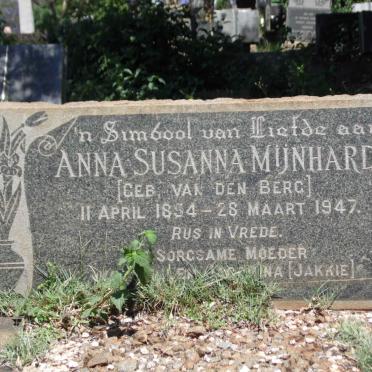 'n Simbool van Liefde aan
ANNA SUSANNA MIJNHARD
[GEB. VAN DEN BERG]
11 APRIL 1894 – 28 MAART 1947.
RUS IN VREDE.
SORGSAME MOEDER
[JAKKIE]